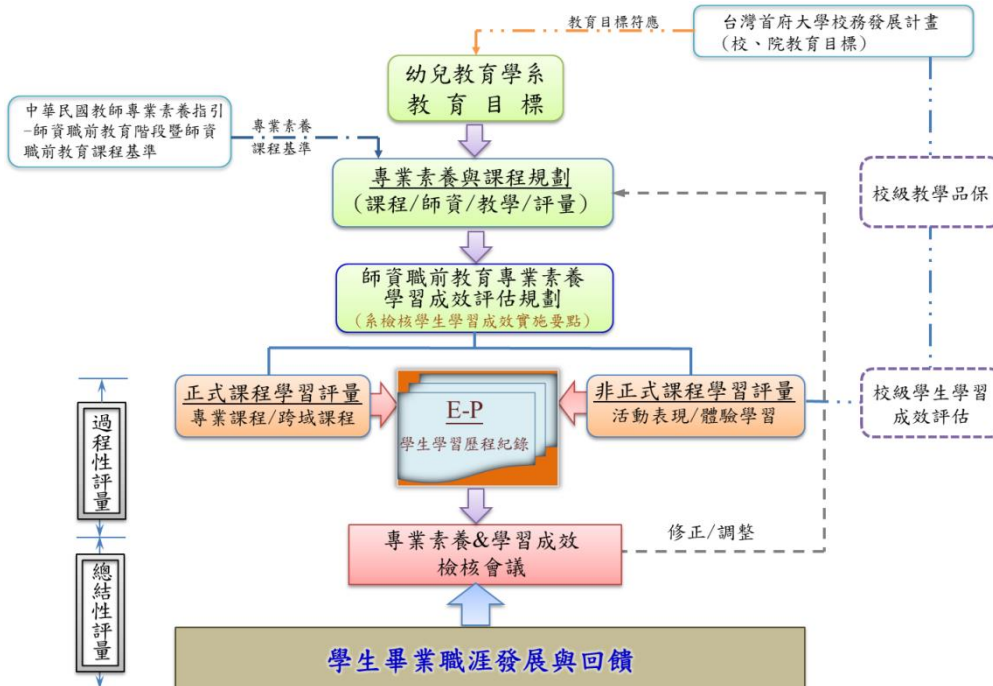 教育目標符應
台灣首府大學校務發展計畫
(校、院教育目標)
幼兒教育學系
教育目標
中華民國教師專業素養指引
-師資職前教育階段暨師資
職前教育課程基準
專業素養
課程基準
專業素養與課程規劃
(課程/師資/教學/評量)
校級教學品保
師資職前教育專業素養
學習成效評估規劃
(系檢核學生學習成效實施要點)
正式課程學習評量
專業課程/跨域課程
E-P
學生學習歷程紀錄
非正式課程學習評量
活動表現/體驗學習
校級學生學習
成效評估
過程性評量
專業素養&學習成效
檢核會議
修正/調整
總結性評量
學生畢業職涯發展與回饋